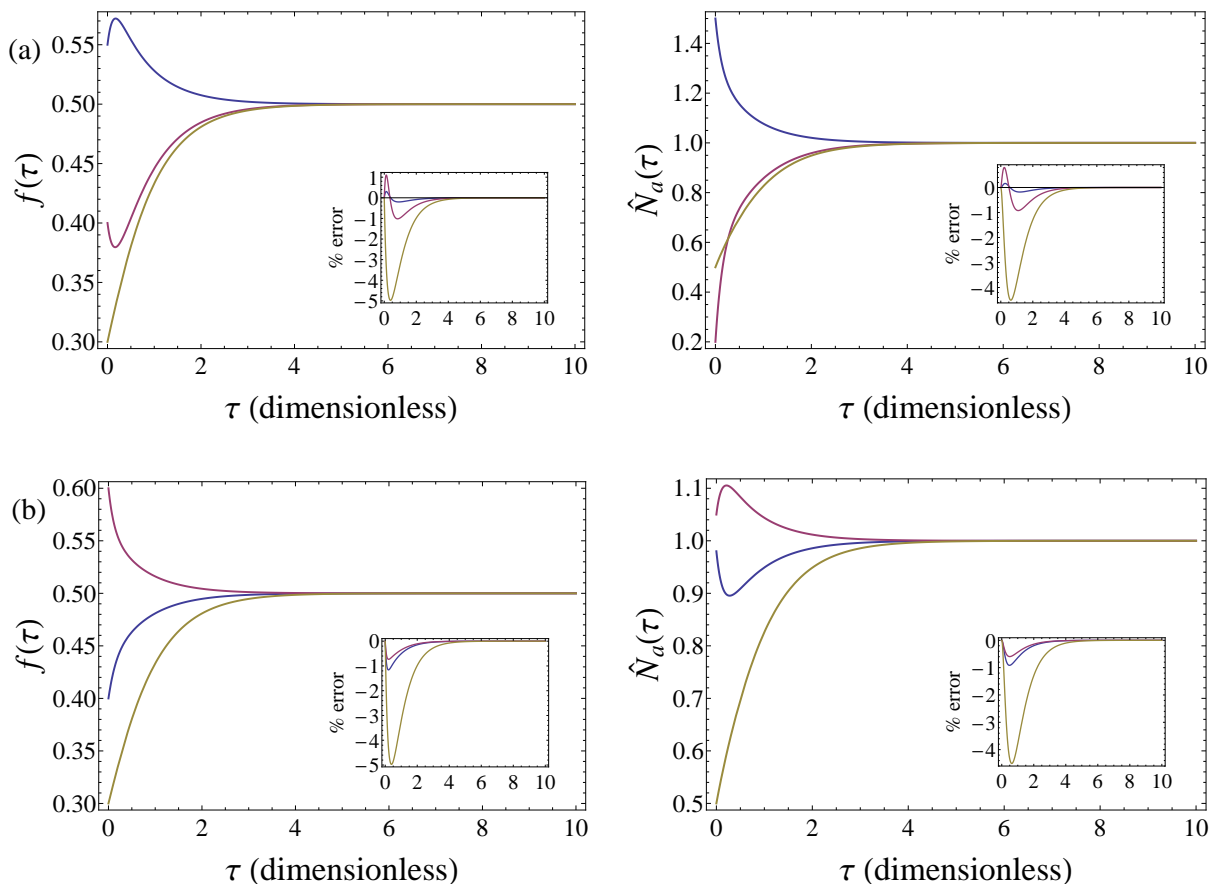 (a)
f(τ)
0.55
0.50
0.45
0.40
0.35
0.30
0 2 4 6 8 10
τ (dimensionless)
% error
1
0
−1
−2
−3
−4
−5
0 2 4 6 8 10
N̂a(τ)
1.4
1.2
1.0
0.8
0.6
0.4
0.2
0 2 4 6 8 10
τ (dimensionless)
% error
0
−1
−2
−3
−4
0 2 4 6 8 10
(b)
f(τ)
0.60
0.55
0.50
0.45
0.40
0.35
0.30
0 2 4 6 8 10
τ (dimensionless)
% error
0
−1
−2
−3
−4
−5
0 2 4 6 8 10
N̂a(τ)
1.1
1.0
0.9
0.8
0.7
0.6
0.5
0 2 4 6 8 10
τ (dimensionless)
% error
0
−1
−2
−3
−4
0 2 4 6 8 10